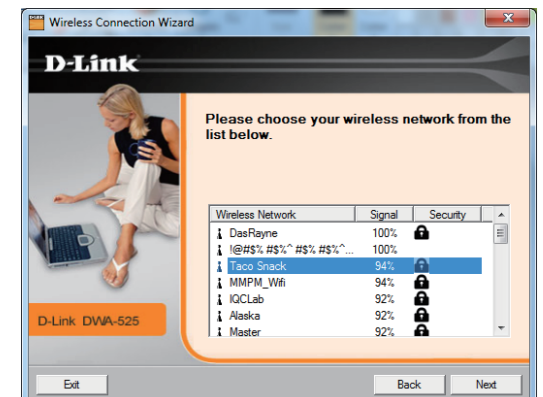 Wireless Connection Wizard
D-Link
Please choose your wireless network from the
list below.
Wireless Network Signal Security
DasRayne 100%
!@#$% #$%^ #$% #$%^... 100%
Taco Snack 94%
MMPM_Wifi 94%
IQCLab 92%
Alaska 92%
Master 92%
D-Link DWA-525
Exit Back Next